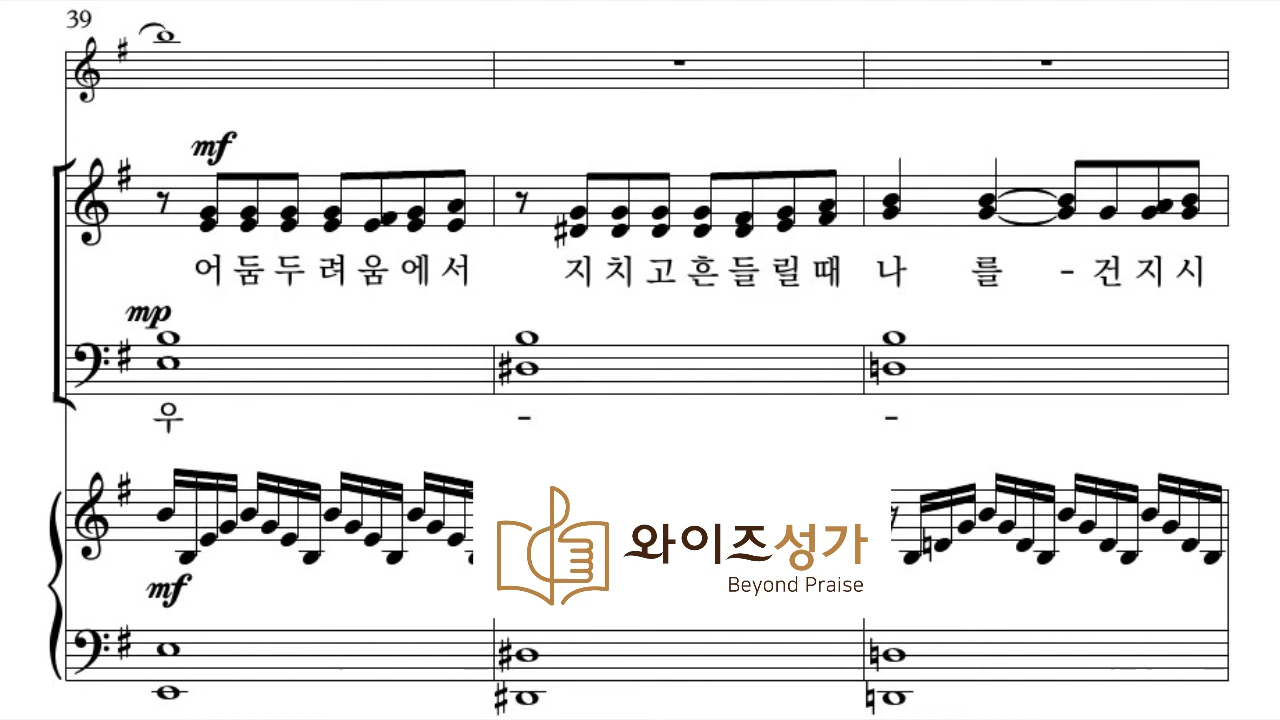 39
mf
어 둠 두 려 움 에 서 지 치 고 흔 들 릴 때 나 를 - 건 지 시
mp
우 - -
와이즈성가
Beyond Praise
mf